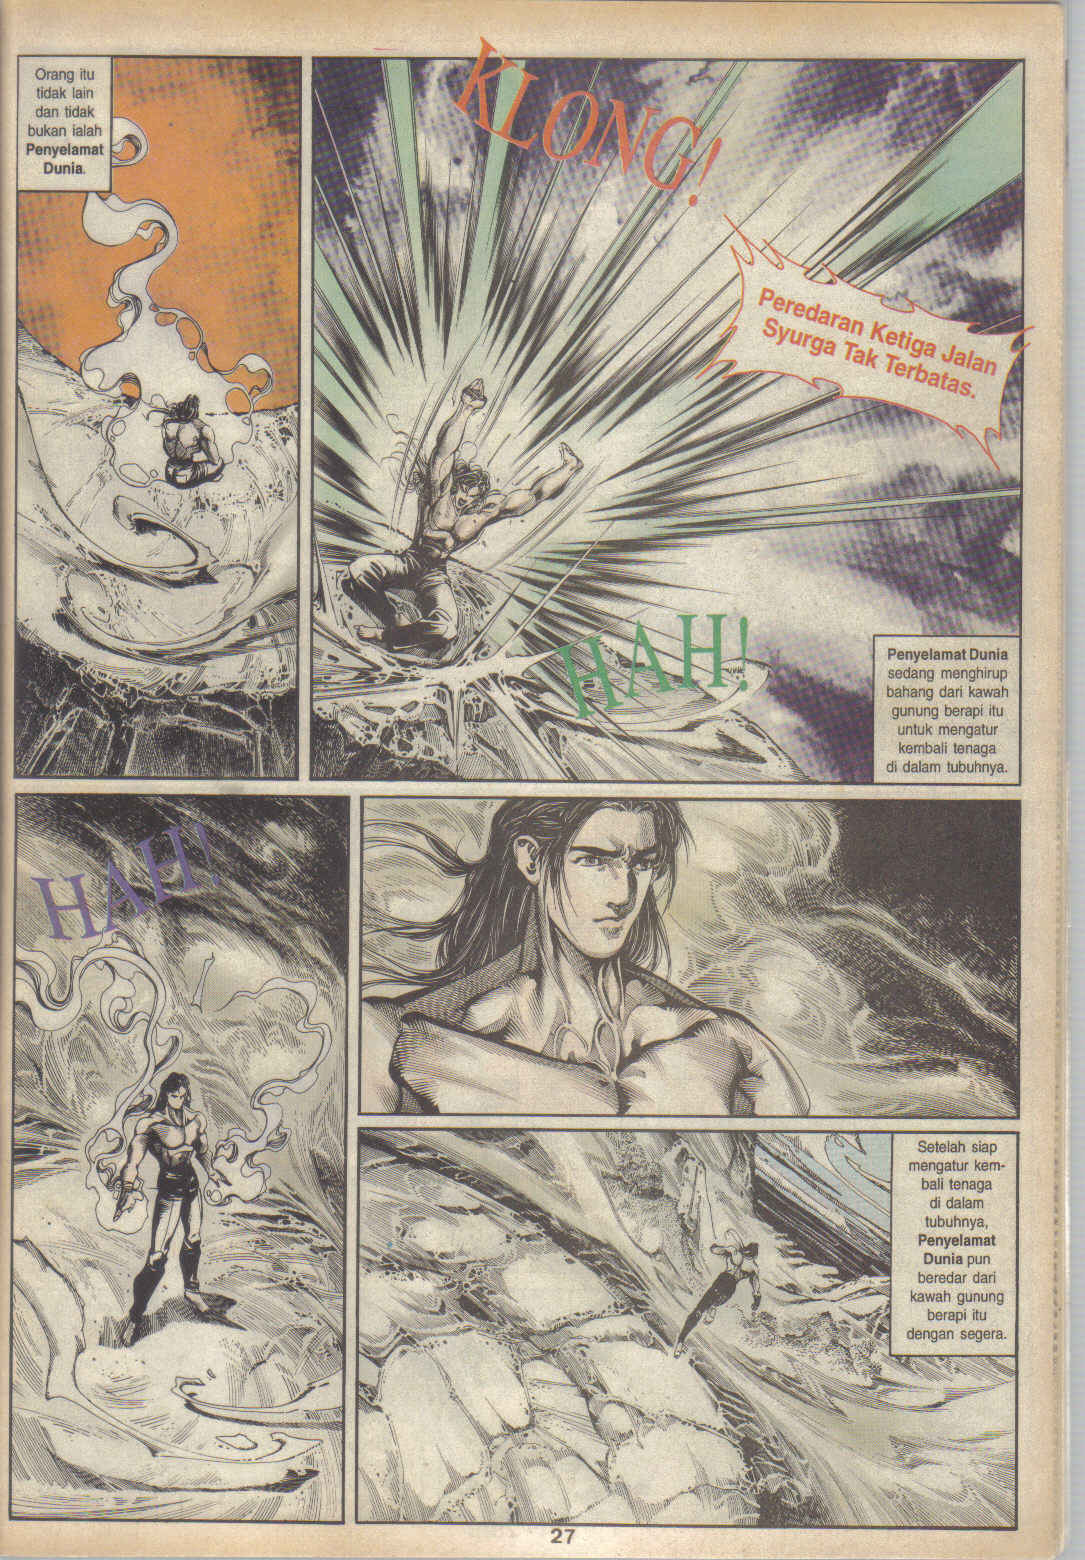 Orang itu
tidak lain
dan tidak
bukan ialah
Penyelamat
Dunia.
KLONG!
Peredaran Ketiga Jalan
Syurga Tak Terbatas.
HAH!
Penyelamat Dunia
sedang menghirup
bahang dari kawah
gunung berapi itu
untuk mengatur
kembali tenaga
di dalam tubuhnya.
HAH!
Setelah siap
mengatur kem-
bali tenaga
di dalam
tubuhnya,
Penyelamat
Dunia pun
beredar dari
kawah gunung
berapi itu
dengan segera.
27